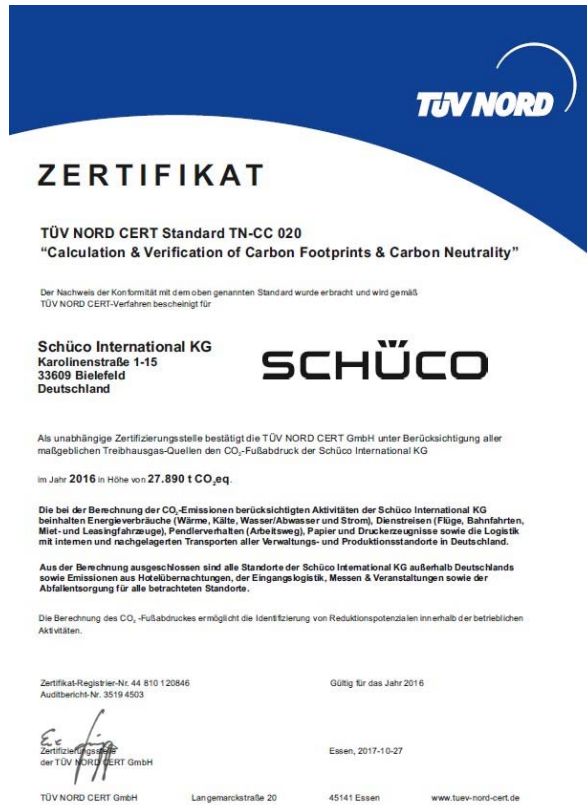 TÜV NORD
ZERTIFIKAT
TÜV NORD CERT Standard TN-CC 020
“Calculation & Verification of Carbon Footprints & Carbon Neutrality”
Der Nachweis der Konformität mit dem oben genannten Standard wurde erbracht und wird gemäß
TÜV NORD CERT-Verfahren bescheinigt für
Schüco International KG
Karolinenstraße 1-15
33609 Bielefeld
Deutschland
SCHÜCO
Als unabhängige Zertifizierungsstelle bestätigt die TÜV NORD CERT GmbH unter Berücksichtigung aller
maßgeblichen Treibhausgas-Quellen den CO₂-Fußabdruck der Schüco International KG
im Jahr 2016 in Höhe von 27.890 t CO₂eq.
Die bei der Berechnung der CO₂-Emissionen berücksichtigten Aktivitäten der Schüco International KG
beinhalten Energieverbräuche (Wärme, Kälte, Wasser/Abwasser und Strom), Dienstreisen (Flüge, Bahnfahrten,
Miet- und Leasingfahrzeuge), Pendlerverhalten (Arbeitsweg), Papier und Druckerzeugnisse sowie die Logistik
mit internen und nachgelagerten Transporten aller Verwaltungs- und Produktionsstandorte in Deutschland.
Aus der Berechnung ausgeschlossen sind alle Standorte der Schüco International KG außerhalb Deutschlands
sowie Emissionen aus Hotelübernachtungen, der Eingangslogistik, Messen & Veranstaltungen sowie der
Abfallentsorgung für alle betrachteten Standorte.
Die Berechnung des CO₂ -Fußabdruckes ermöglicht die Identifizierung von Reduktionspotenzialen innerhalb der betrieblichen
Aktivitäten.
Zertifikat-Registrier-Nr. 44 810 120846
Auditbericht-Nr. 3519 4503
Gültig für das Jahr 2016
Zertifizierungsstelle
der TÜV NORD CERT GmbH
Essen, 2017-10-27
TÜV NORD CERT GmbH Langemarckstraße 20 45141 Essen www.tuev-nord-cert.de